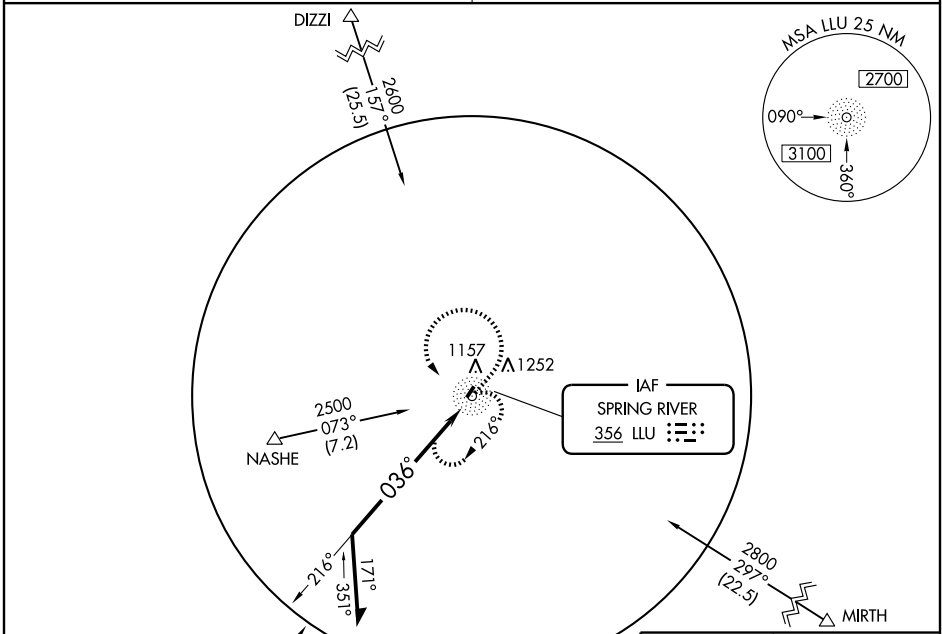 DIZZI
2600
157°
(25.5)
MSA LLU 25 NM
2700
090°
3100
360°
1157
1252
IAF
SPRING RIVER
356 LLU
2500
073°
(7.2)
NASHE
216°
036°
216°
351°
171°
2800
297°
(22.5)
MIRTH